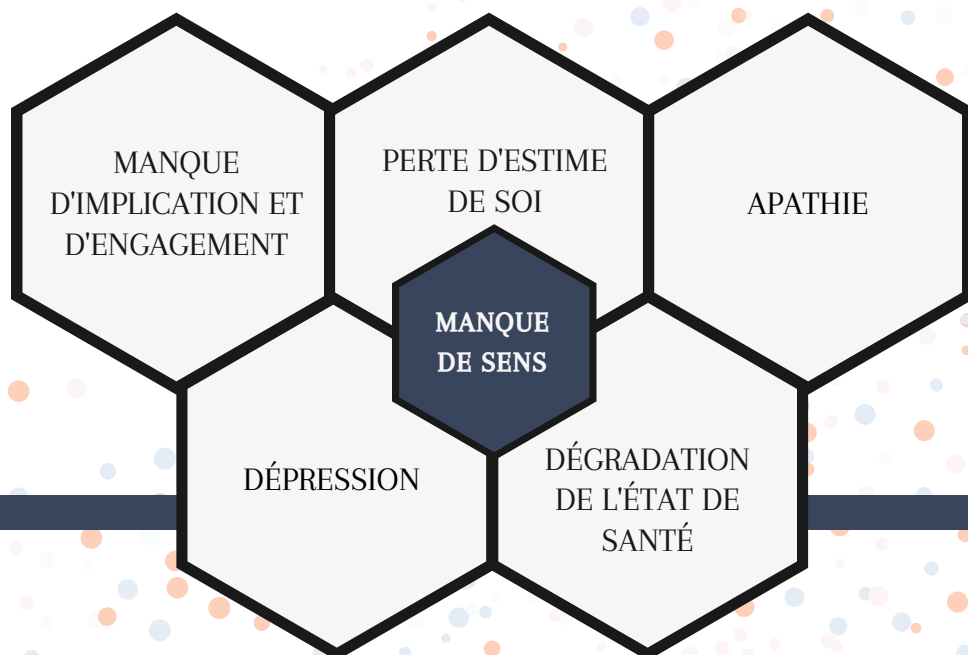 MANQUE
D'IMPLICATION ET
D'ENGAGEMENT
PERTE D'ESTIME
DE SOI
APATHIE
MANQUE
DE SENS
DÉPRESSION
DÉGRADATION
DE L'ÉTAT DE
SANTÉ